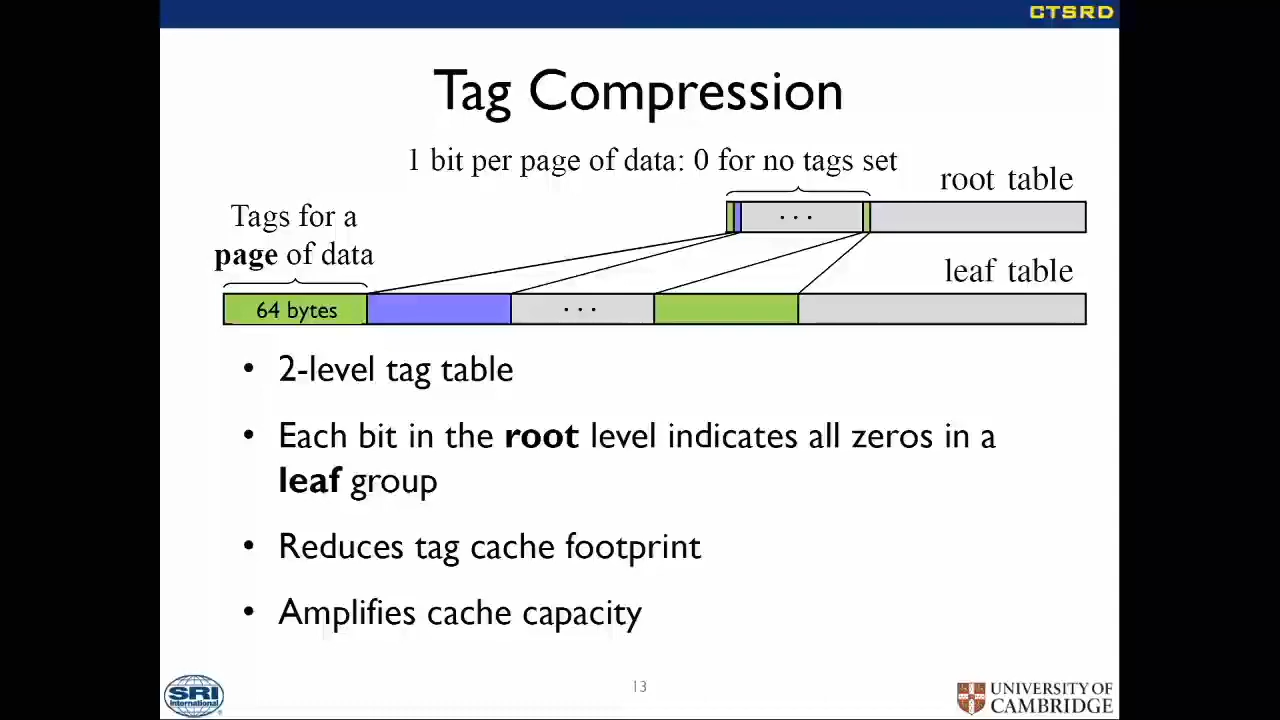 CTSRD
Tag Compression
1 bit per page of data: 0 for no tags set
root table
Tags for a
page of data
. . .
leaf table
64 bytes
. . .
• 2-level tag table
• Each bit in the root level indicates all zeros in a
leaf group
• Reduces tag cache footprint
• Amplifies cache capacity
SRI
International
13
UNIVERSITY OF
CAMBRIDGE